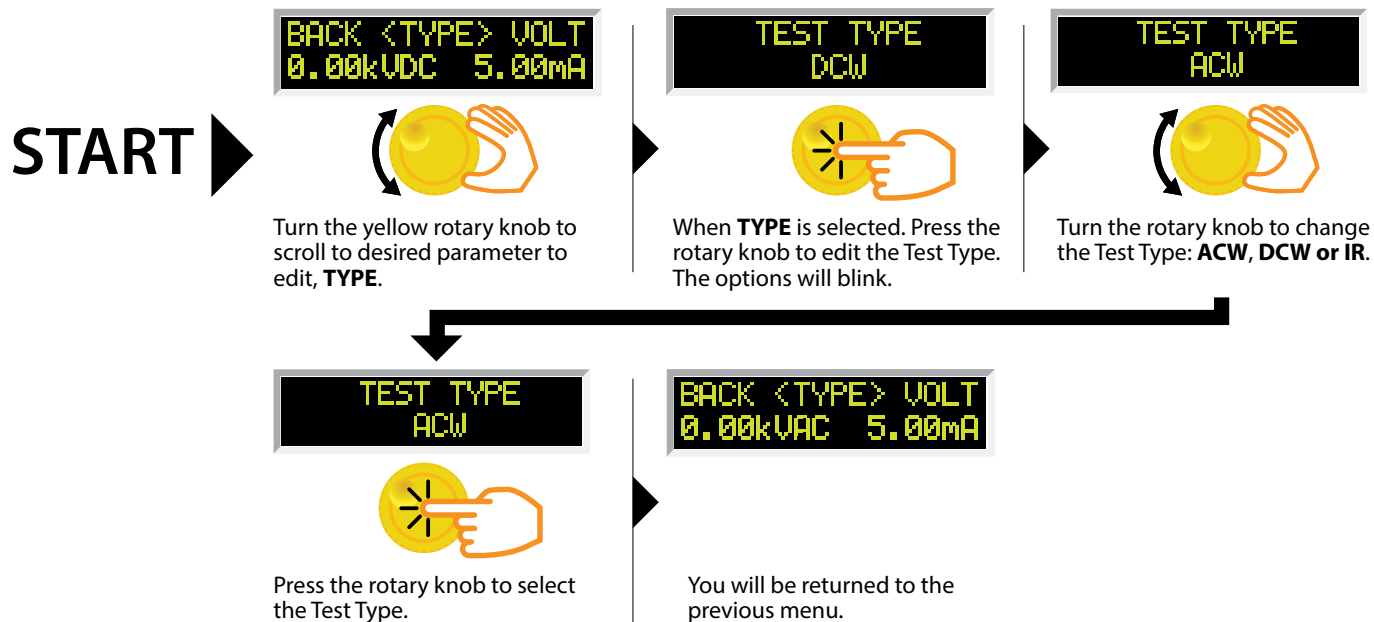 START
BACK <TYPE> VOLT
0.00kVDC 5.00mA
Turn the yellow rotary knob to
scroll to desired parameter to
edit, TYPE.
TEST TYPE
DCW
When TYPE is selected. Press the
rotary knob to edit the Test Type.
The options will blink.
TEST TYPE
ACW
Turn the rotary knob to change
the Test Type: ACW, DCW or IR.
TEST TYPE
ACW
Press the rotary knob to select
the Test Type.
BACK <TYPE> VOLT
0.00kVAC 5.00mA
You will be returned to the
previous menu.